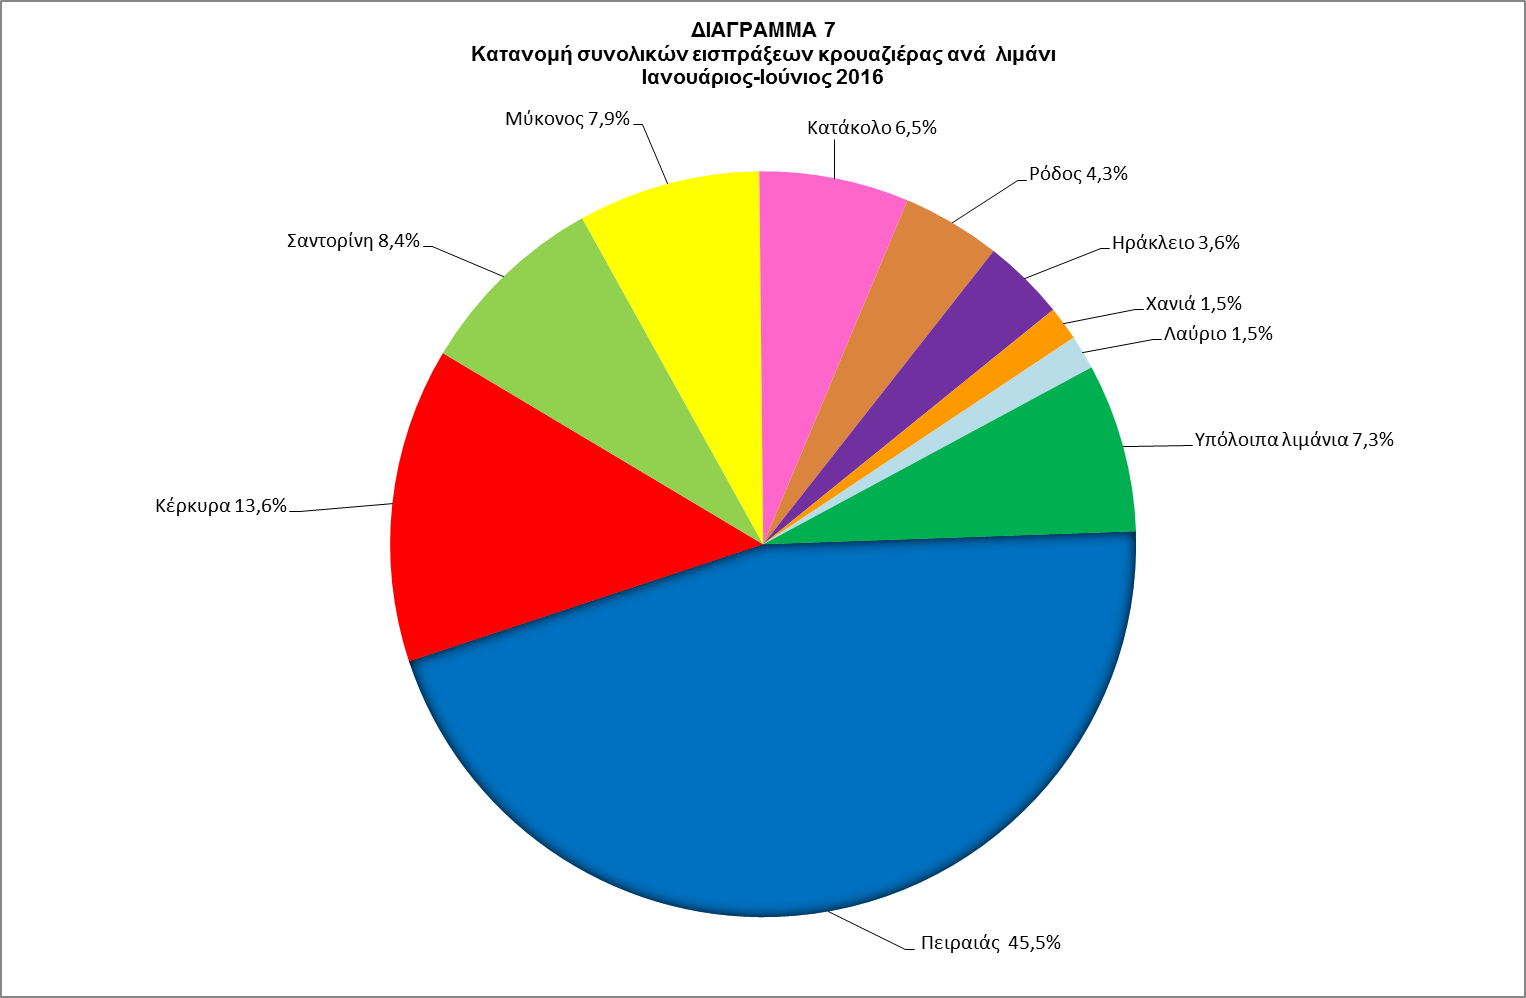 ΔΙΑΓΡΑΜΜΑ 7
Κατανομή συνολικών εισπράξεων κρουαζιέρας ανά  λιμάνι
Ιανουάριος-Ιούνιος 2016
Μύκονος 7,9%
Κατάκολο 6,5%
Ρόδος 4,3%
Σαντορίνη 8,4%
Ηράκλειο 3,6%
Χανιά 1,5%
Λαύριο 1,5%
Υπόλοιπα λιμάνια 7,3%
Κέρκυρα 13,6%
Πειραιάς  45,5%